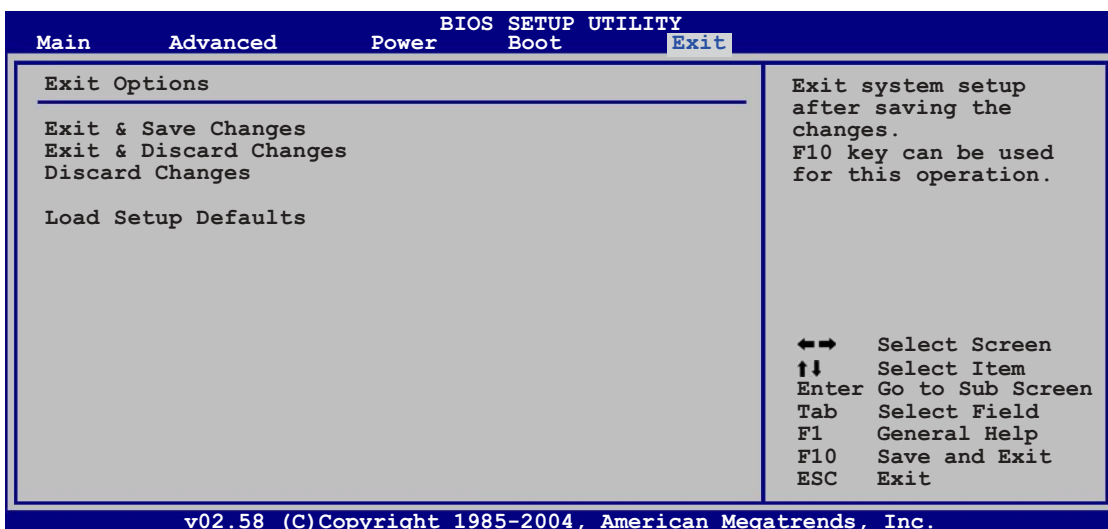 BIOS SETUP UTILITY
Main Advanced Power Boot Exit
Exit Options
Exit & Save Changes
Exit & Discard Changes
Discard Changes
Load Setup Defaults
Exit system setup
after saving the
changes.
F10 key can be used
for this operation.
←→ Select Screen
↑↓ Select Item
Enter Go to Sub Screen
Tab Select Field
F1 General Help
F10 Save and Exit
ESC Exit
v02.58 (C)Copyright 1985-2004, American Megatrends, Inc.